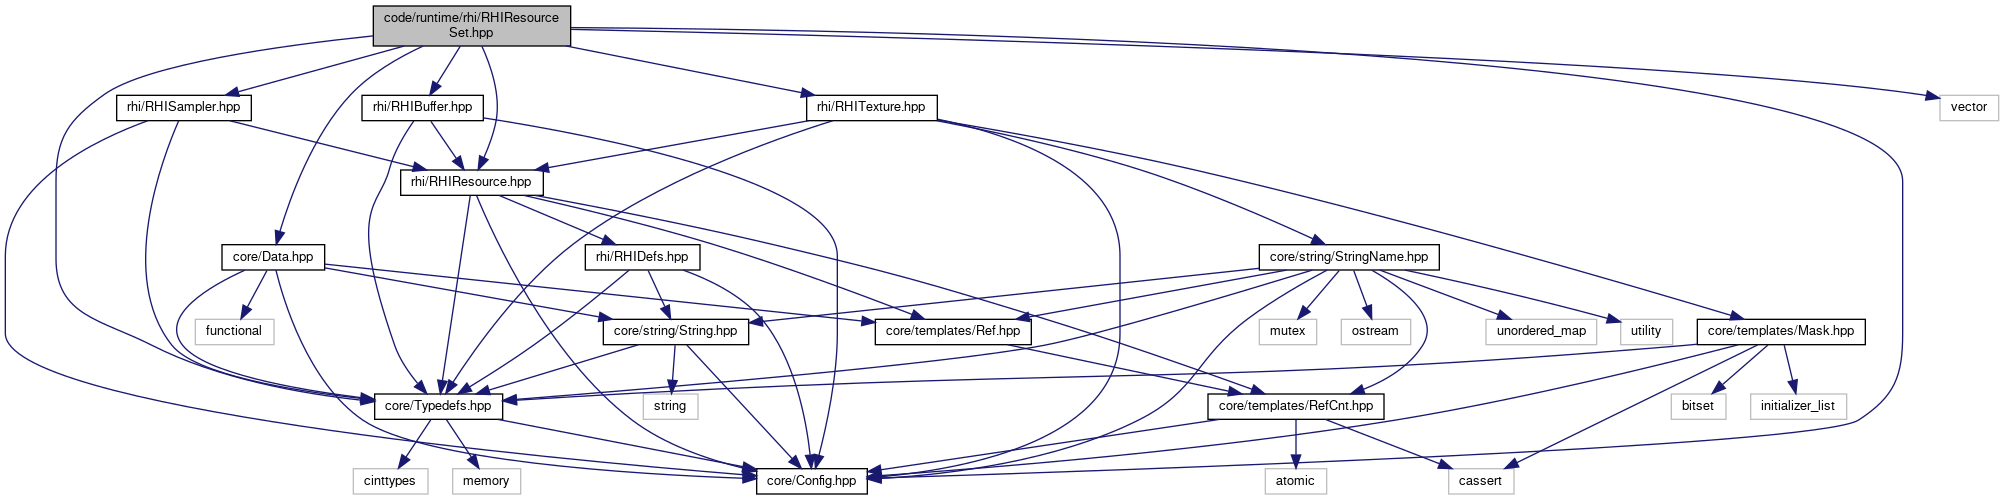 code/runtime/rhi/RHIResource
Set.hpp
rhi/RHISampler.hpp
rhi/RHIBuffer.hpp
rhi/RHITexture.hpp
vector
rhi/RHIResource.hpp
core/Data.hpp
rhi/RHIDefs.hpp
core/string/StringName.hpp
functional
core/string/String.hpp
core/templates/Ref.hpp
mutex
ostream
unordered_map
utility
core/templates/Mask.hpp
core/Typedefs.hpp
string
core/templates/RefCnt.hpp
bitset
initializer_list
cinttypes
memory
core/Config.hpp
atomic
cassert